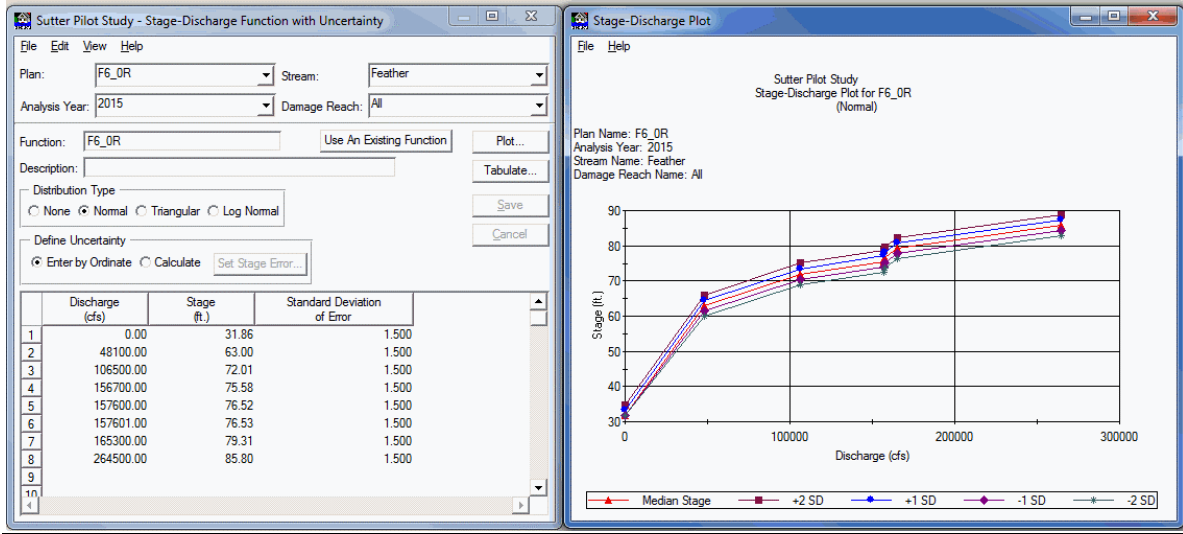 Sutter Pilot Study - Stage-Discharge Function with Uncertainty
File Edit View Help
Plan: F6_0R Stream: Feather
Analysis Year: 2015 Damage Reach: All
Function: F6_0R Use An Existing Function Plot...
Description: Tabulate...
Distribution Type
None Normal Triangular Log Normal
Save
Define Uncertainty
Cancel
Enter by Ordinate Calculate Set Stage Error...
Discharge (cfs) Stage (ft.) Standard Deviation of Error
1 0.00 31.86 1.500
2 48100.00 63.00 1.500
3 106500.00 72.01 1.500
4 156700.00 75.58 1.500
5 157600.00 76.52 1.500
6 157601.00 76.53 1.500
7 165300.00 79.31 1.500
8 264500.00 85.80 1.500
9
10
Stage-Discharge Plot
File Help
Sutter Pilot Study
Stage-Discharge Plot for F6_0R
(Normal)
Plan Name: F6_0R
Analysis Year: 2015
Stream Name: Feather
Damage Reach Name: All
90
80
70
60
50
40
30
Stage (ft.)
0 100000 200000 300000
Discharge (cfs)
Median Stage +2 SD +1 SD -1 SD -2 SD